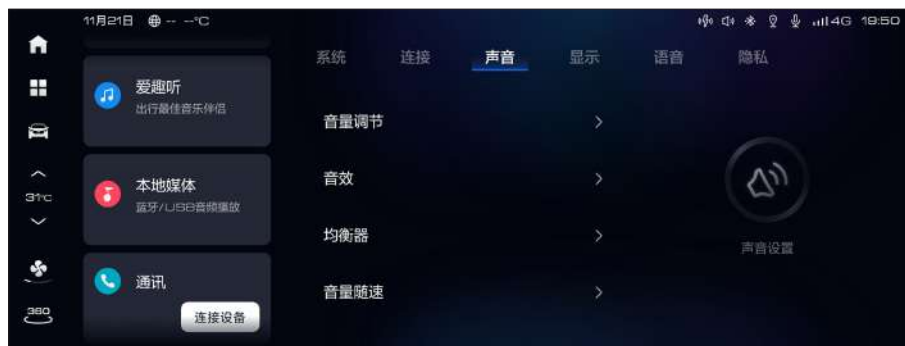 11月21日 -- --°C
4G 19:50
系统 连接 声音 显示 语音 隐私
爱趣听
出行最佳音乐伴侣
音量调节
31°C
本地媒体
蓝牙/USB音频播放
音效
均衡器
声音设置
通讯
连接设备
音量随速
360